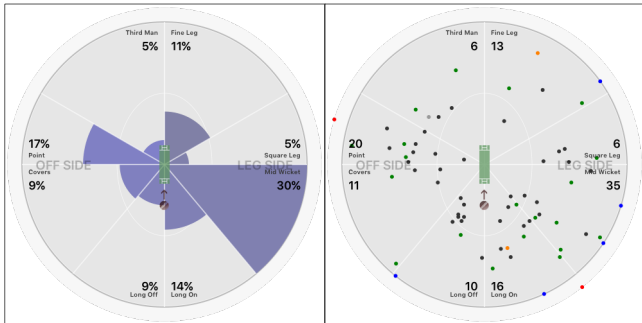 Third Man Fine Leg
5% 11%
17% 5%
Point Square Leg
OFF SIDE LEG SIDE
Covers Mid Wicket
9% 30%
9% 14%
Long Off Long On
Third Man Fine Leg
6 13
20 6
Point Square Leg
OFF SIDE LEG SIDE
Covers Mid Wicket
11 35
10 16
Long Off Long On